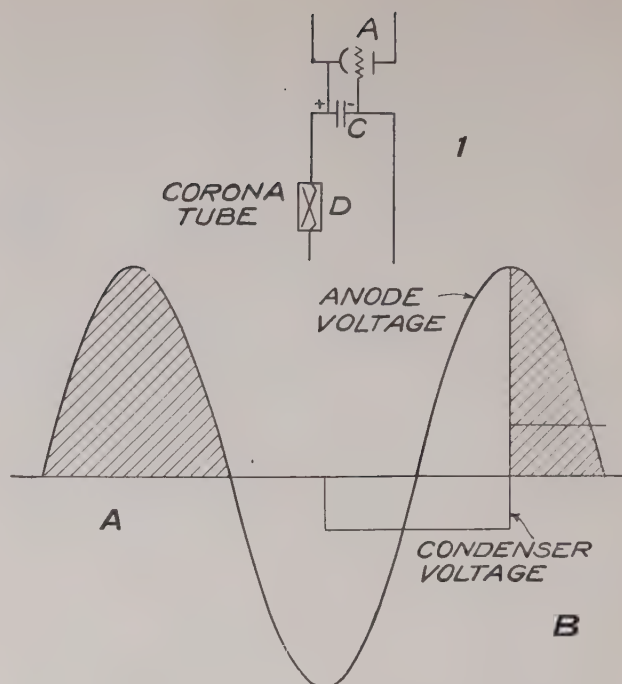 A
+ -
C
1
CORONA
TUBE
D
ANODE
VOLTAGE
A
CONDENSER
VOLTAGE
B